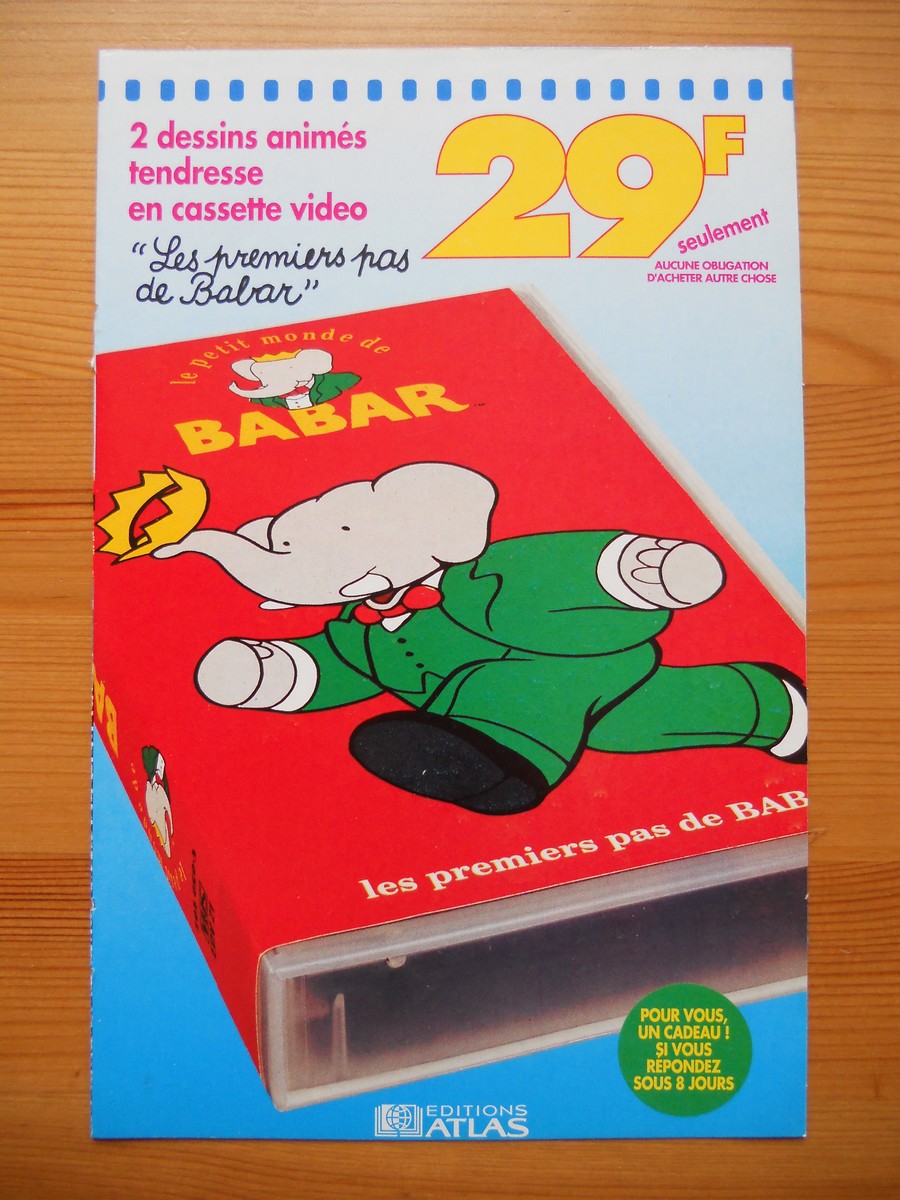 2 dessins animés
tendresse
en cassette video
"Les premiers pas
de Babar"
29F
seulement
AUCUNE OBLIGATION
D'ACHETER AUTRE CHOSE
le petit monde de
BABAR
BA
les premiers pas de BAB
POUR VOUS,
UN CADEAU !
SI VOUS
RÉPONDEZ
SOUS 8 JOURS
EDITIONS
ATLAS